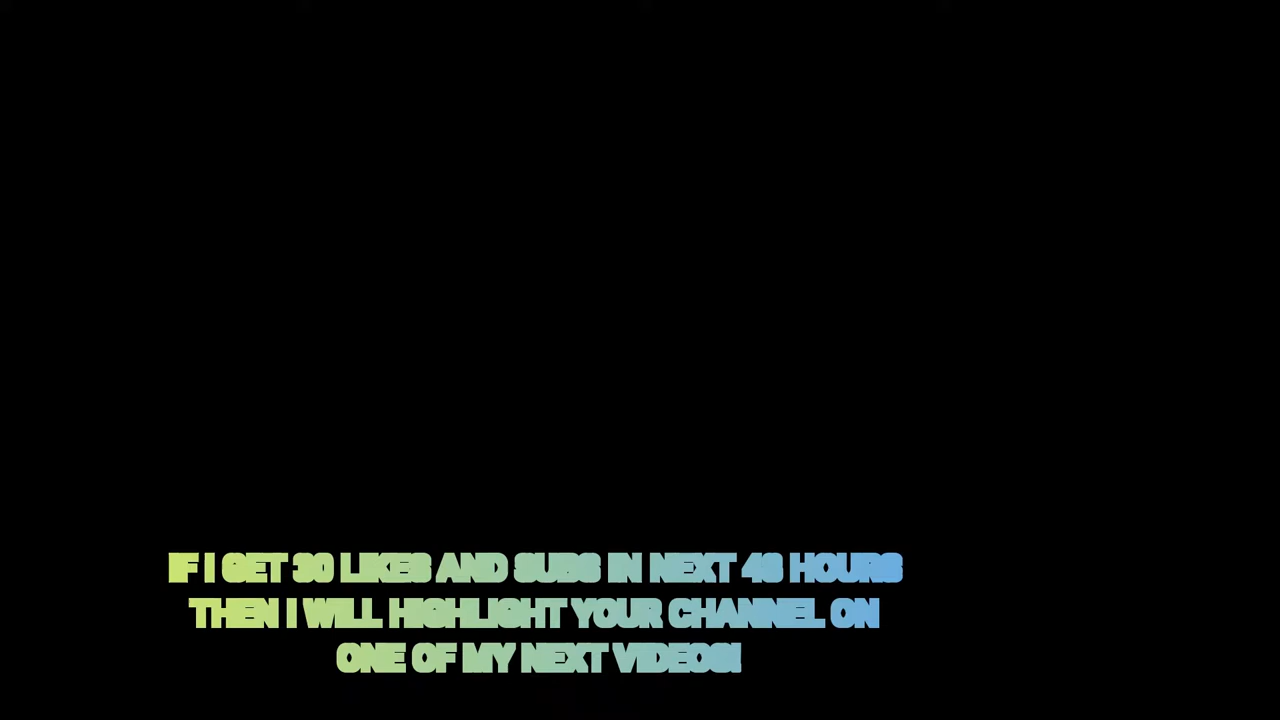 IF I GET 30 LIKES AND SUBS IN NEXT 48 HOURS
THEN I WILL HIGHLIGHT YOUR CHANNEL ON
ONE OF MY NEXT VIDEOS!